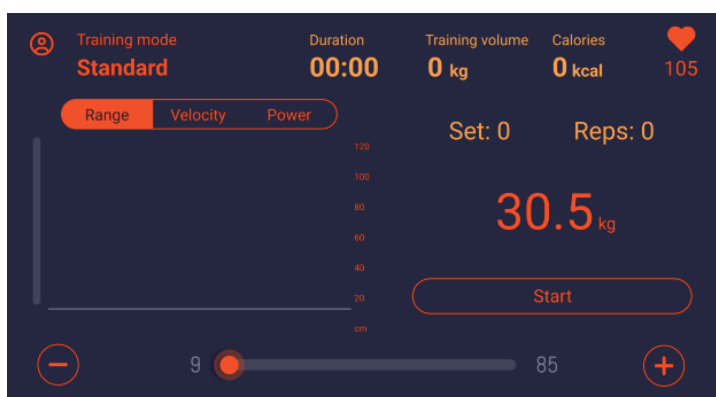 Training mode
Standard
Duration
00:00
Training volume
0 kg
Calories
0 kcal
105
Range Velocity Power
Set: 0 Reps: 0
120
100
80
60
40
20
cm
30.5 kg
Start
9
85